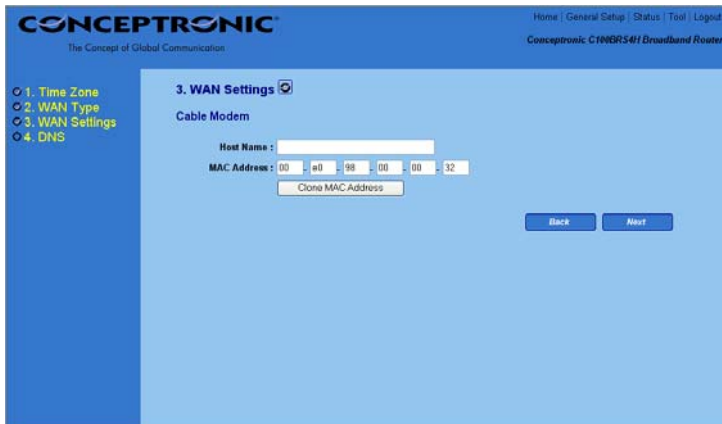 CONCEPTRONIC
The Concept of Global Communication
Home | General Setup | Status | Tool | Logout
Conceptronic C100BRS4H Broadband Router
1. Time Zone
2. WAN Type
3. WAN Settings
4. DNS
3. WAN Settings
Cable Modem
Host Name :
MAC Address : 00 - e0 - 98 - 00 - 00 - 32
Clone MAC Address
Back Next